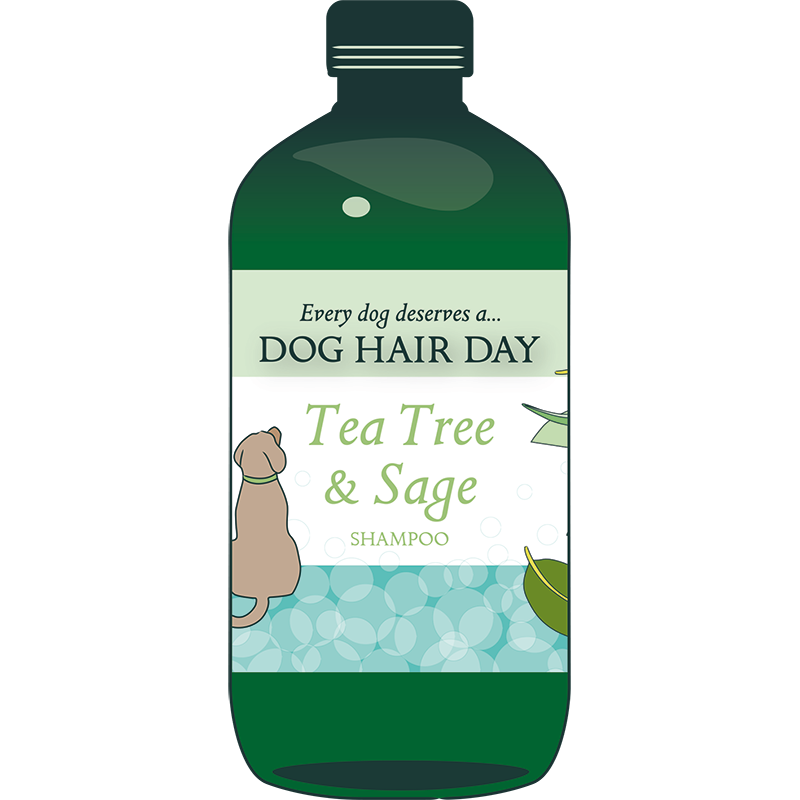 Every dog deserves a...
DOG HAIR DAY
Tea Tree
& Sage
SHAMPOO